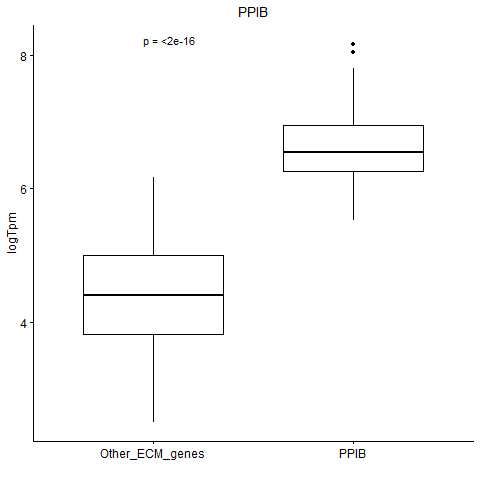 PPIB
p = <2e-16
8
6
4
logTpm
Other_ECM_genes
PPIB